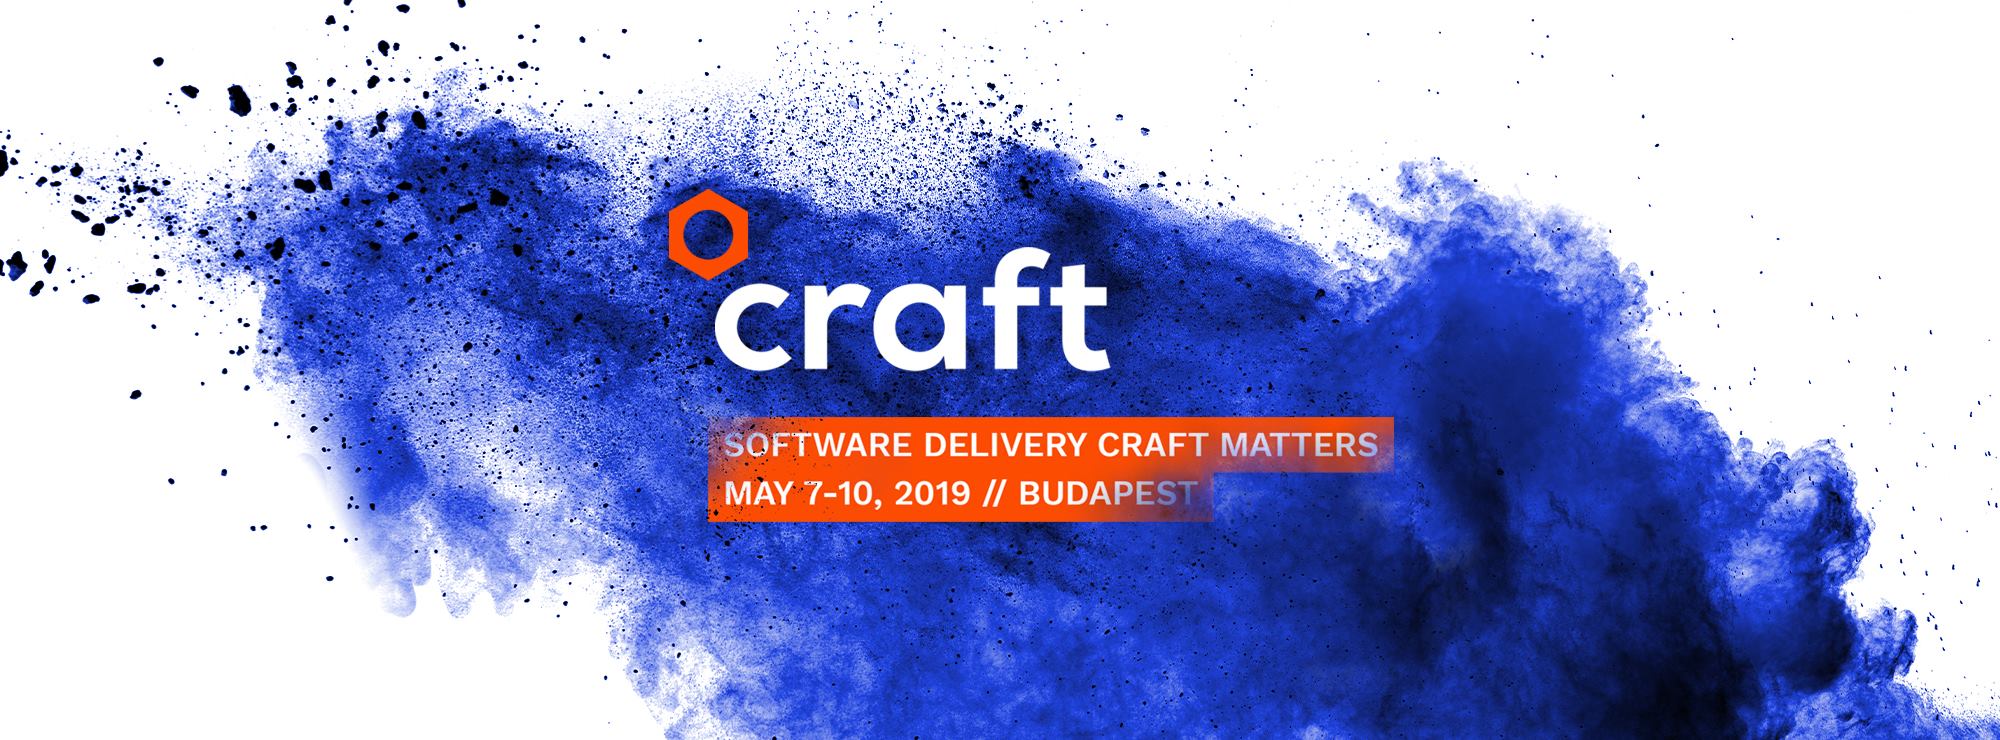 craft
SOFTWARE DELIVERY CRAFT MATTERS
MAY 7-10, 2019 // BUDAPEST